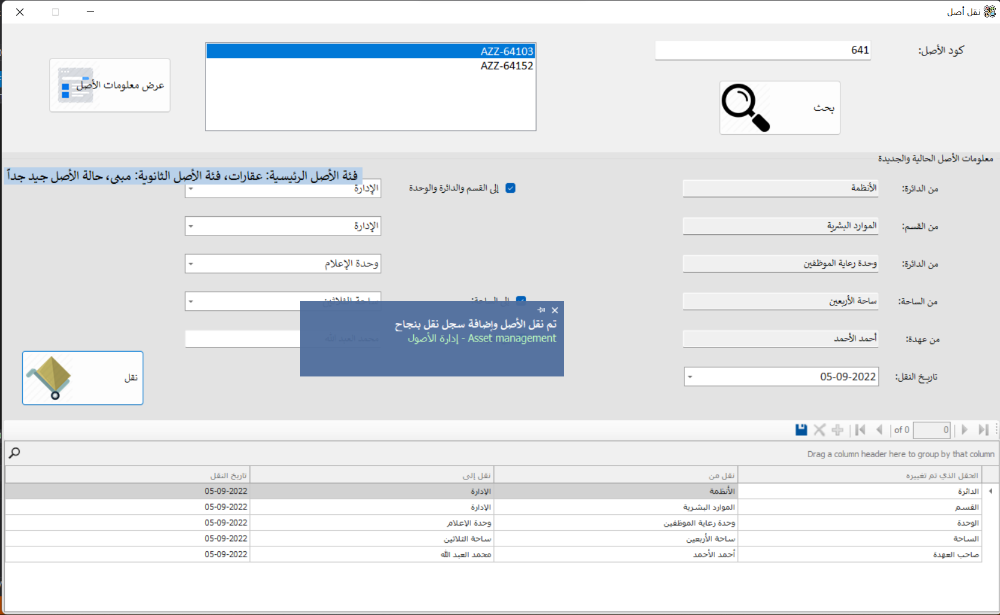 نقل أصل
كود الأصل:
641
AZZ-64103
AZZ-64152
عرض معلومات الأصل
بحث
معلومات الأصل الحالية والجديدة
فئة الأصل الرئيسية: عقارات، فئة الأصل الثانوية: مبنى، حالة الأصل جيد جداً
من الدائرة:
الأنظمة
إلى القسم والدائرة والوحدة
الإدارة
من القسم:
الموارد البشرية
الإدارة
من الدائرة:
وحدة رعاية الموظفين
وحدة الإعلام
من الساحة:
ساحة الأربعين
إلى الساحة:
ساحة الثلاثين
تم نقل الأصل وإضافة سجل نقل بنجاح
Asset management - إدارة الأصول
من عهدة:
أحمد الأحمد
محمد العبد الله
تاريخ النقل:
05-09-2022
نقل
of 0
0
Drag a column header here to group by that column
الحقل الذي تم تغييره نقل من نقل إلى تاريخ النقل
الدائرة الأنظمة الإدارة 05-09-2022
القسم الموارد البشرية الإدارة 05-09-2022
الوحدة وحدة رعاية الموظفين وحدة الإعلام 05-09-2022
الساحة ساحة الأربعين ساحة الثلاثين 05-09-2022
صاحب العهدة أحمد الأحمد محمد العبد الله 05-09-2022